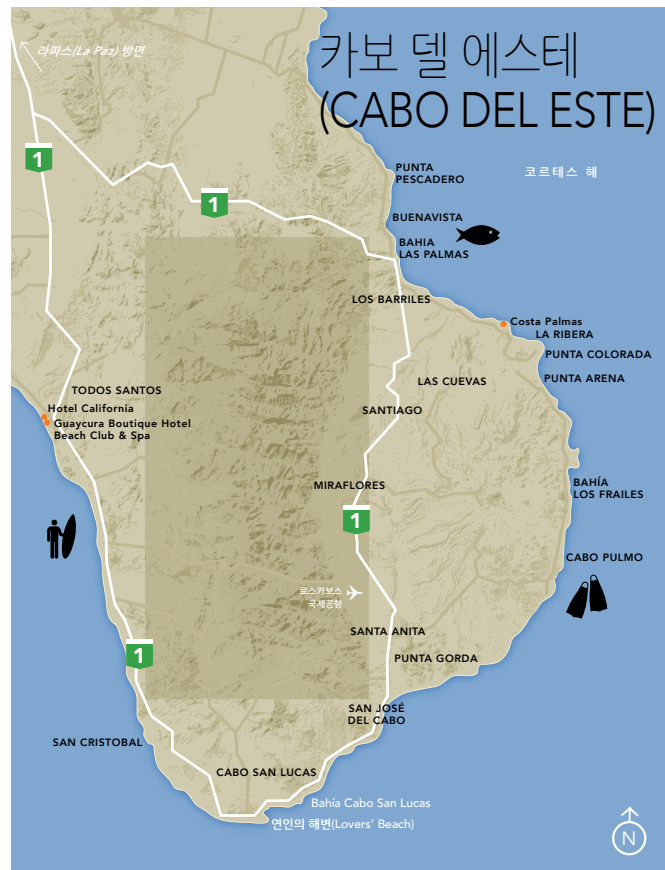 라파스(La Paz) 방면
카보 델 에스테
(CABO DEL ESTE)
1
PUNTA
PESCADERO
코르테스 해
1
BUENAVISTA
BAHIA
LAS PALMAS
LOS BARRILES
Costa Palmas
LA RIBERA
PUNTA COLORADA
LAS CUEVAS
PUNTA ARENA
TODOS SANTOS
Hotel California
Guaycura Boutique Hotel
Beach Club & Spa
SANTIAGO
MIRAFLORES
BAHÍA
LOS FRAILES
1
CABO PULMO
로스카보스
국제공항
SANTA ANITA
1
PUNTA GORDA
SAN JOSÉ
DEL CABO
SAN CRISTOBAL
CABO SAN LUCAS
Bahía Cabo San Lucas
연인의 해변(Lovers' Beach)
N